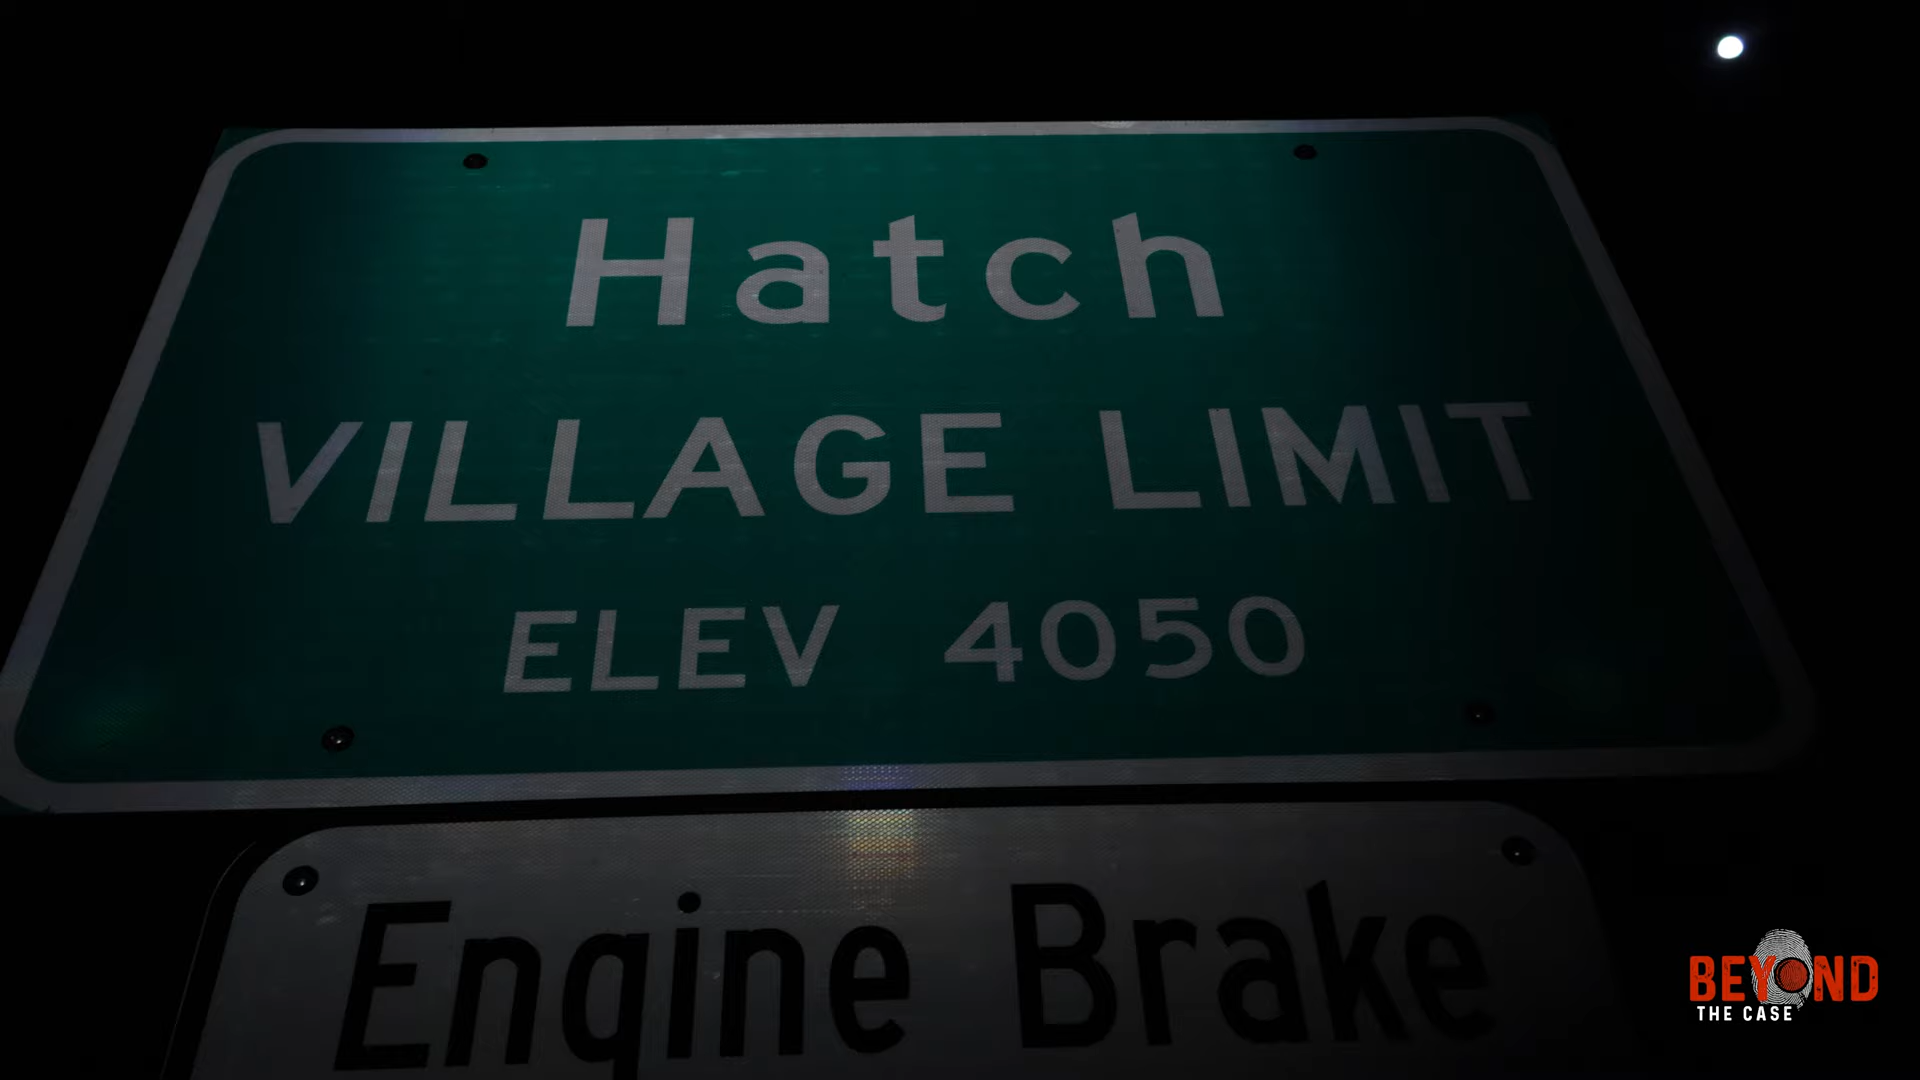 Hatch
VILLAGE LIMIT
ELEV 4050
Engine Brake
BEYOND
THE CASE